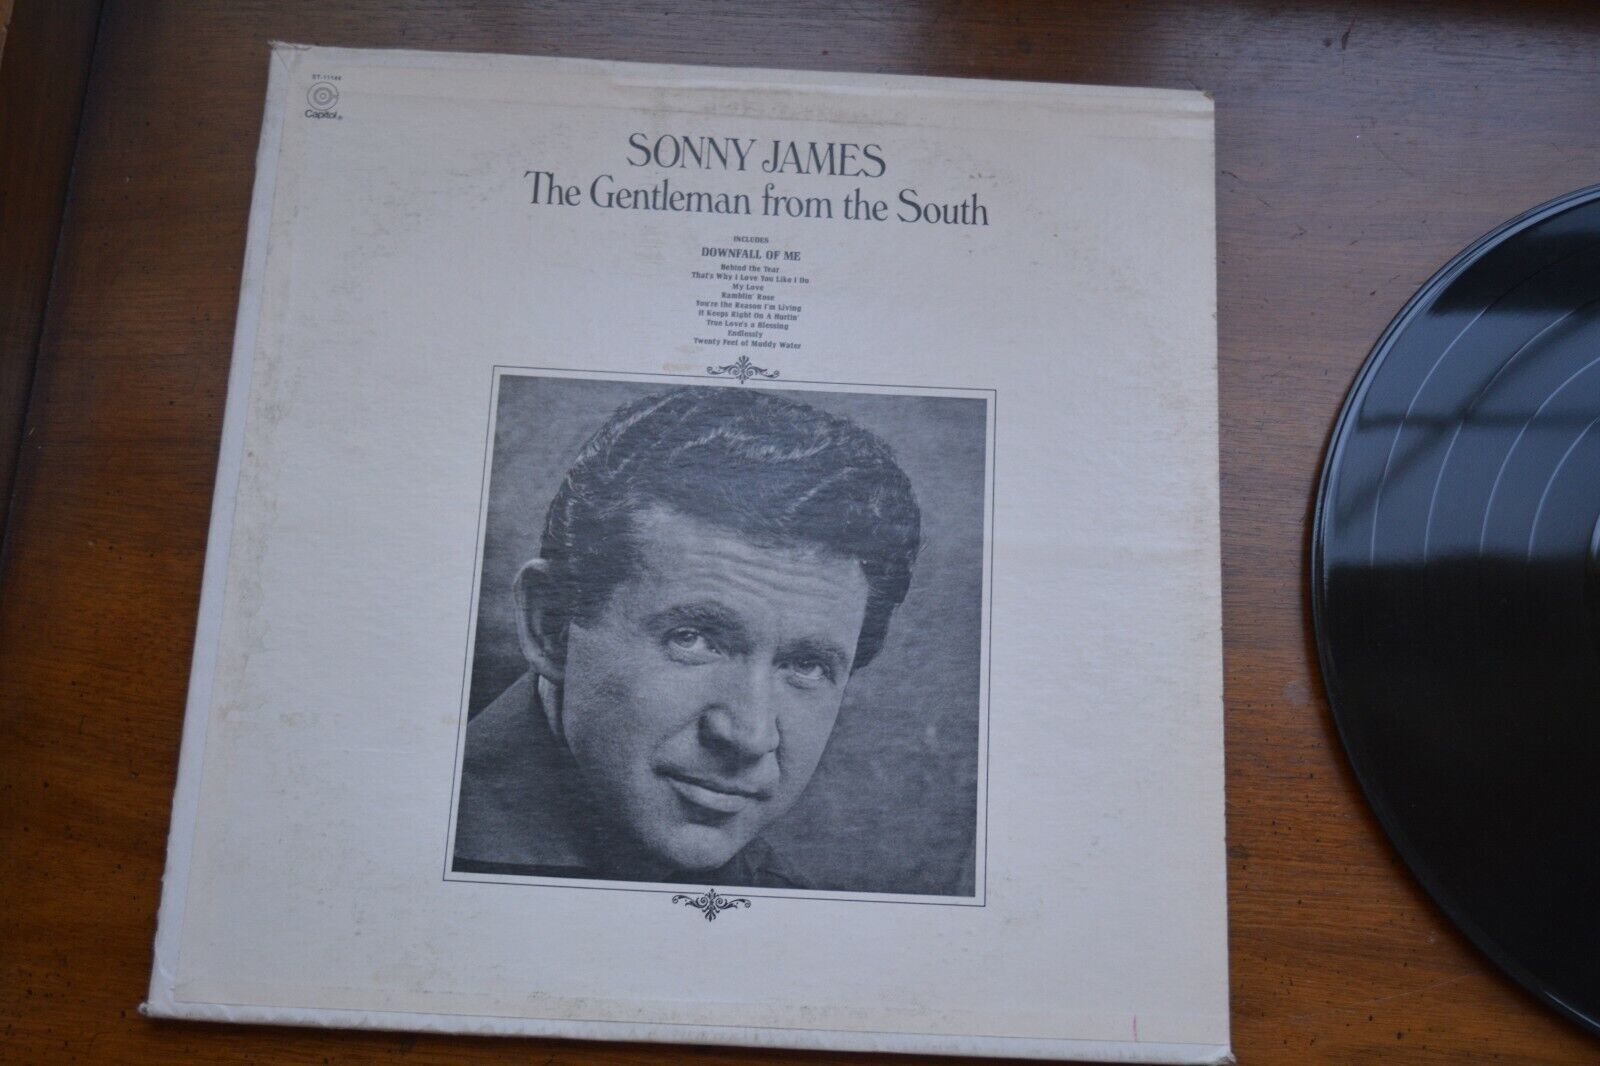 ST-11144
Capitol®
SONNY JAMES
The Gentleman from the South
INCLUDES
DOWNFALL OF ME
Behind the Tear
That's Why I Love You Like I Do
My Love
Ramblin' Rose
You're the Reason I'm Living
It Keeps Right On A Hurtin'
True Love's a Blessing
Endlessly
Twenty Feet of Muddy Water